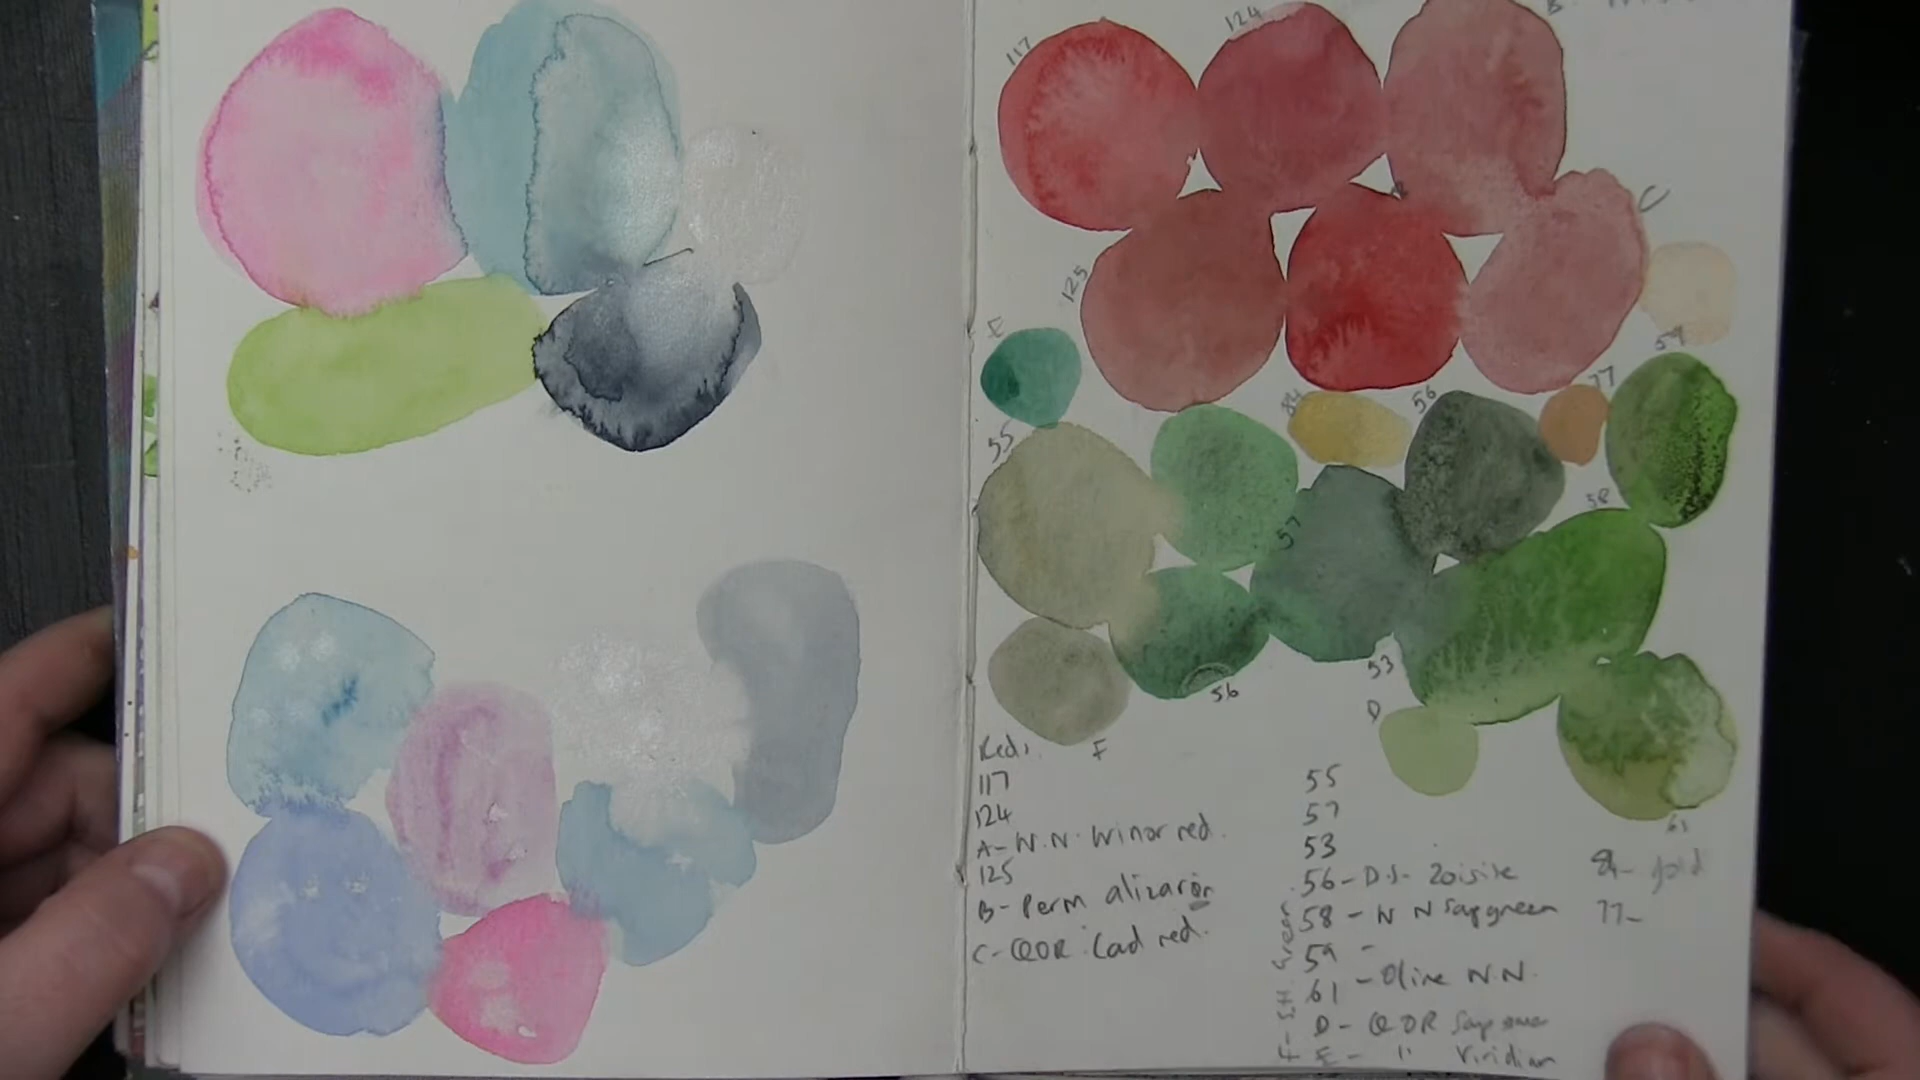 124
117
C
125
E
59
77
84
56
55
58
57
53
56
D
F
61
Reds.
117
124
A- W.N. Winor red.
125
B- Perm alizarin
C- QOR Cad red.
55
57
53
56 - D.S. Zoisite
58 - W N Sap green
59 -
61 - Olive W.N.
D - QOR Sap
E - " Viridian
84 - gold
77 -